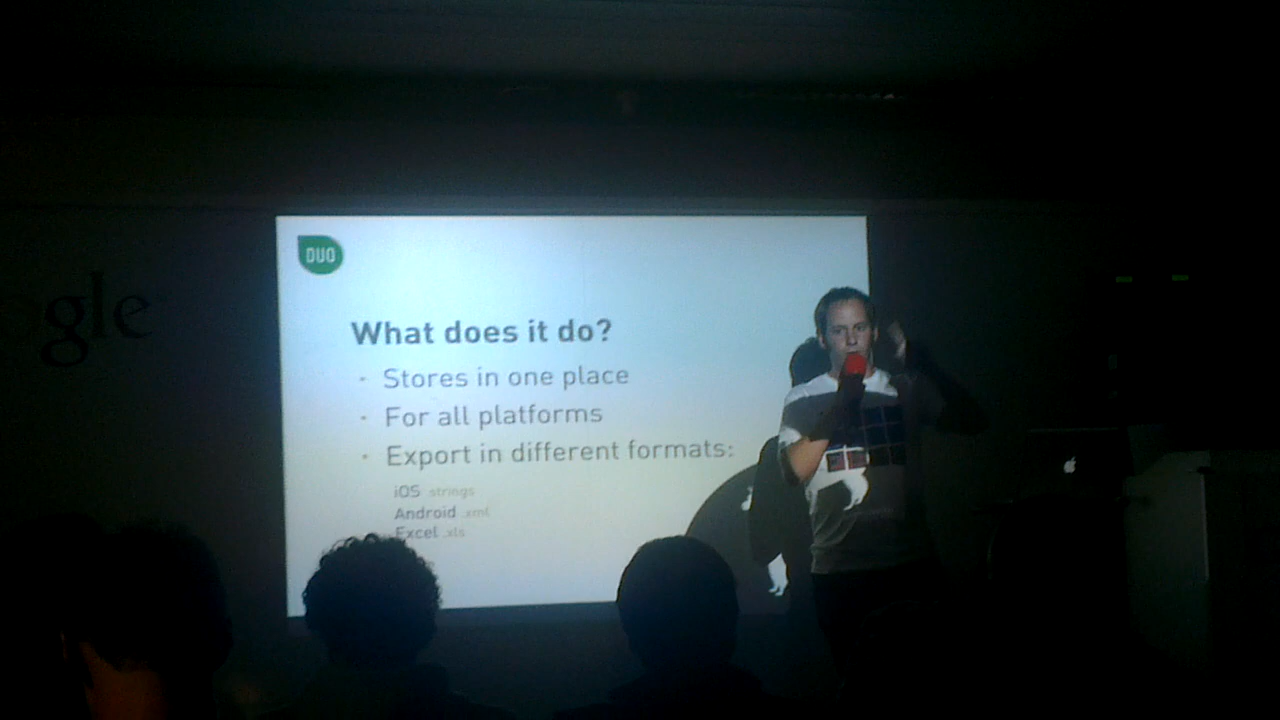 DUO
gle
What does it do?
· Stores in one place
· For all platforms
· Export in different formats:
iOS .strings
Android .xml
Excel .xls